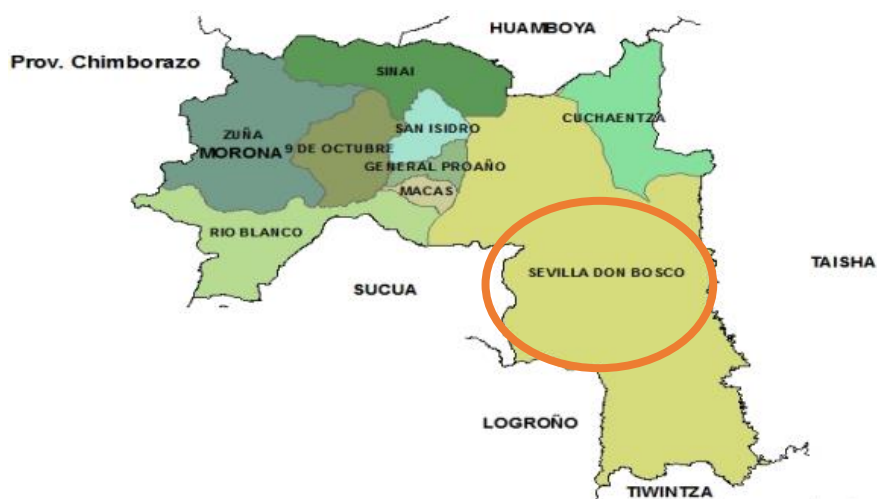 HUAMBOYA
Prov. Chimborazo
SINAI
CUCHAENTZA
SAN ISIDRO
ZUÑA
9 DE OCTUBRE
MORONA
GENERAL PROAÑO
MACAS
RIO BLANCO
TAISHA
SEVILLA DON BOSCO
SUCUA
LOGROÑO
TIWINTZA